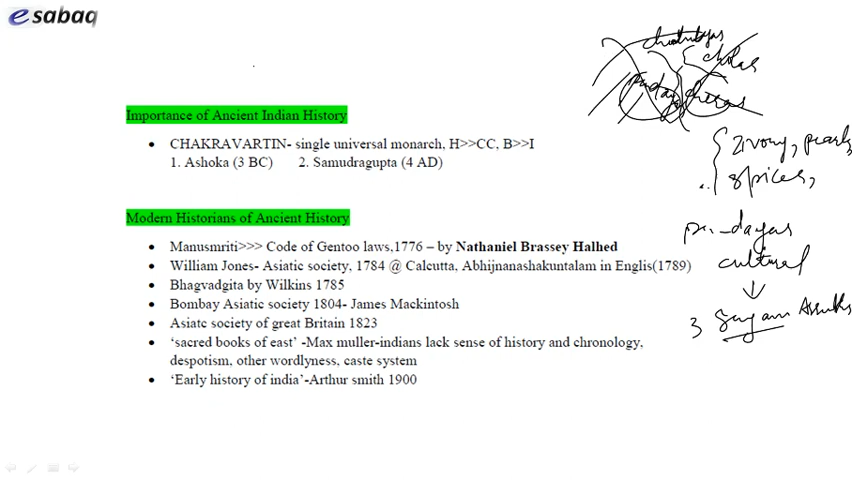 esabaq
Importance of Ancient Indian History
• CHAKRAVARTIN- single universal monarch, H>>CC, B>>I
1. Ashoka (3 BC) 2. Samudragupta (4 AD)
Modern Historians of Ancient History
• Manusmriti>>> Code of Gentoo laws,1776 – by Nathaniel Brassey Halhed
• William Jones- Asiatic society, 1784 @ Calcutta, Abhijnanashakuntalam in Englis(1789)
• Bhagvadgita by Wilkins 1785
• Bombay Asiatic society 1804- James Mackintosh
• Asiatc society of great Britain 1823
• ‘sacred books of east’ -Max muller-indians lack sense of history and chronology,
despotism, other wordlyness, caste system
• ‘Early history of india’-Arthur smith 1900
cholas
cheras
ivory, pearls,
spices,
cultural
3 Sangam